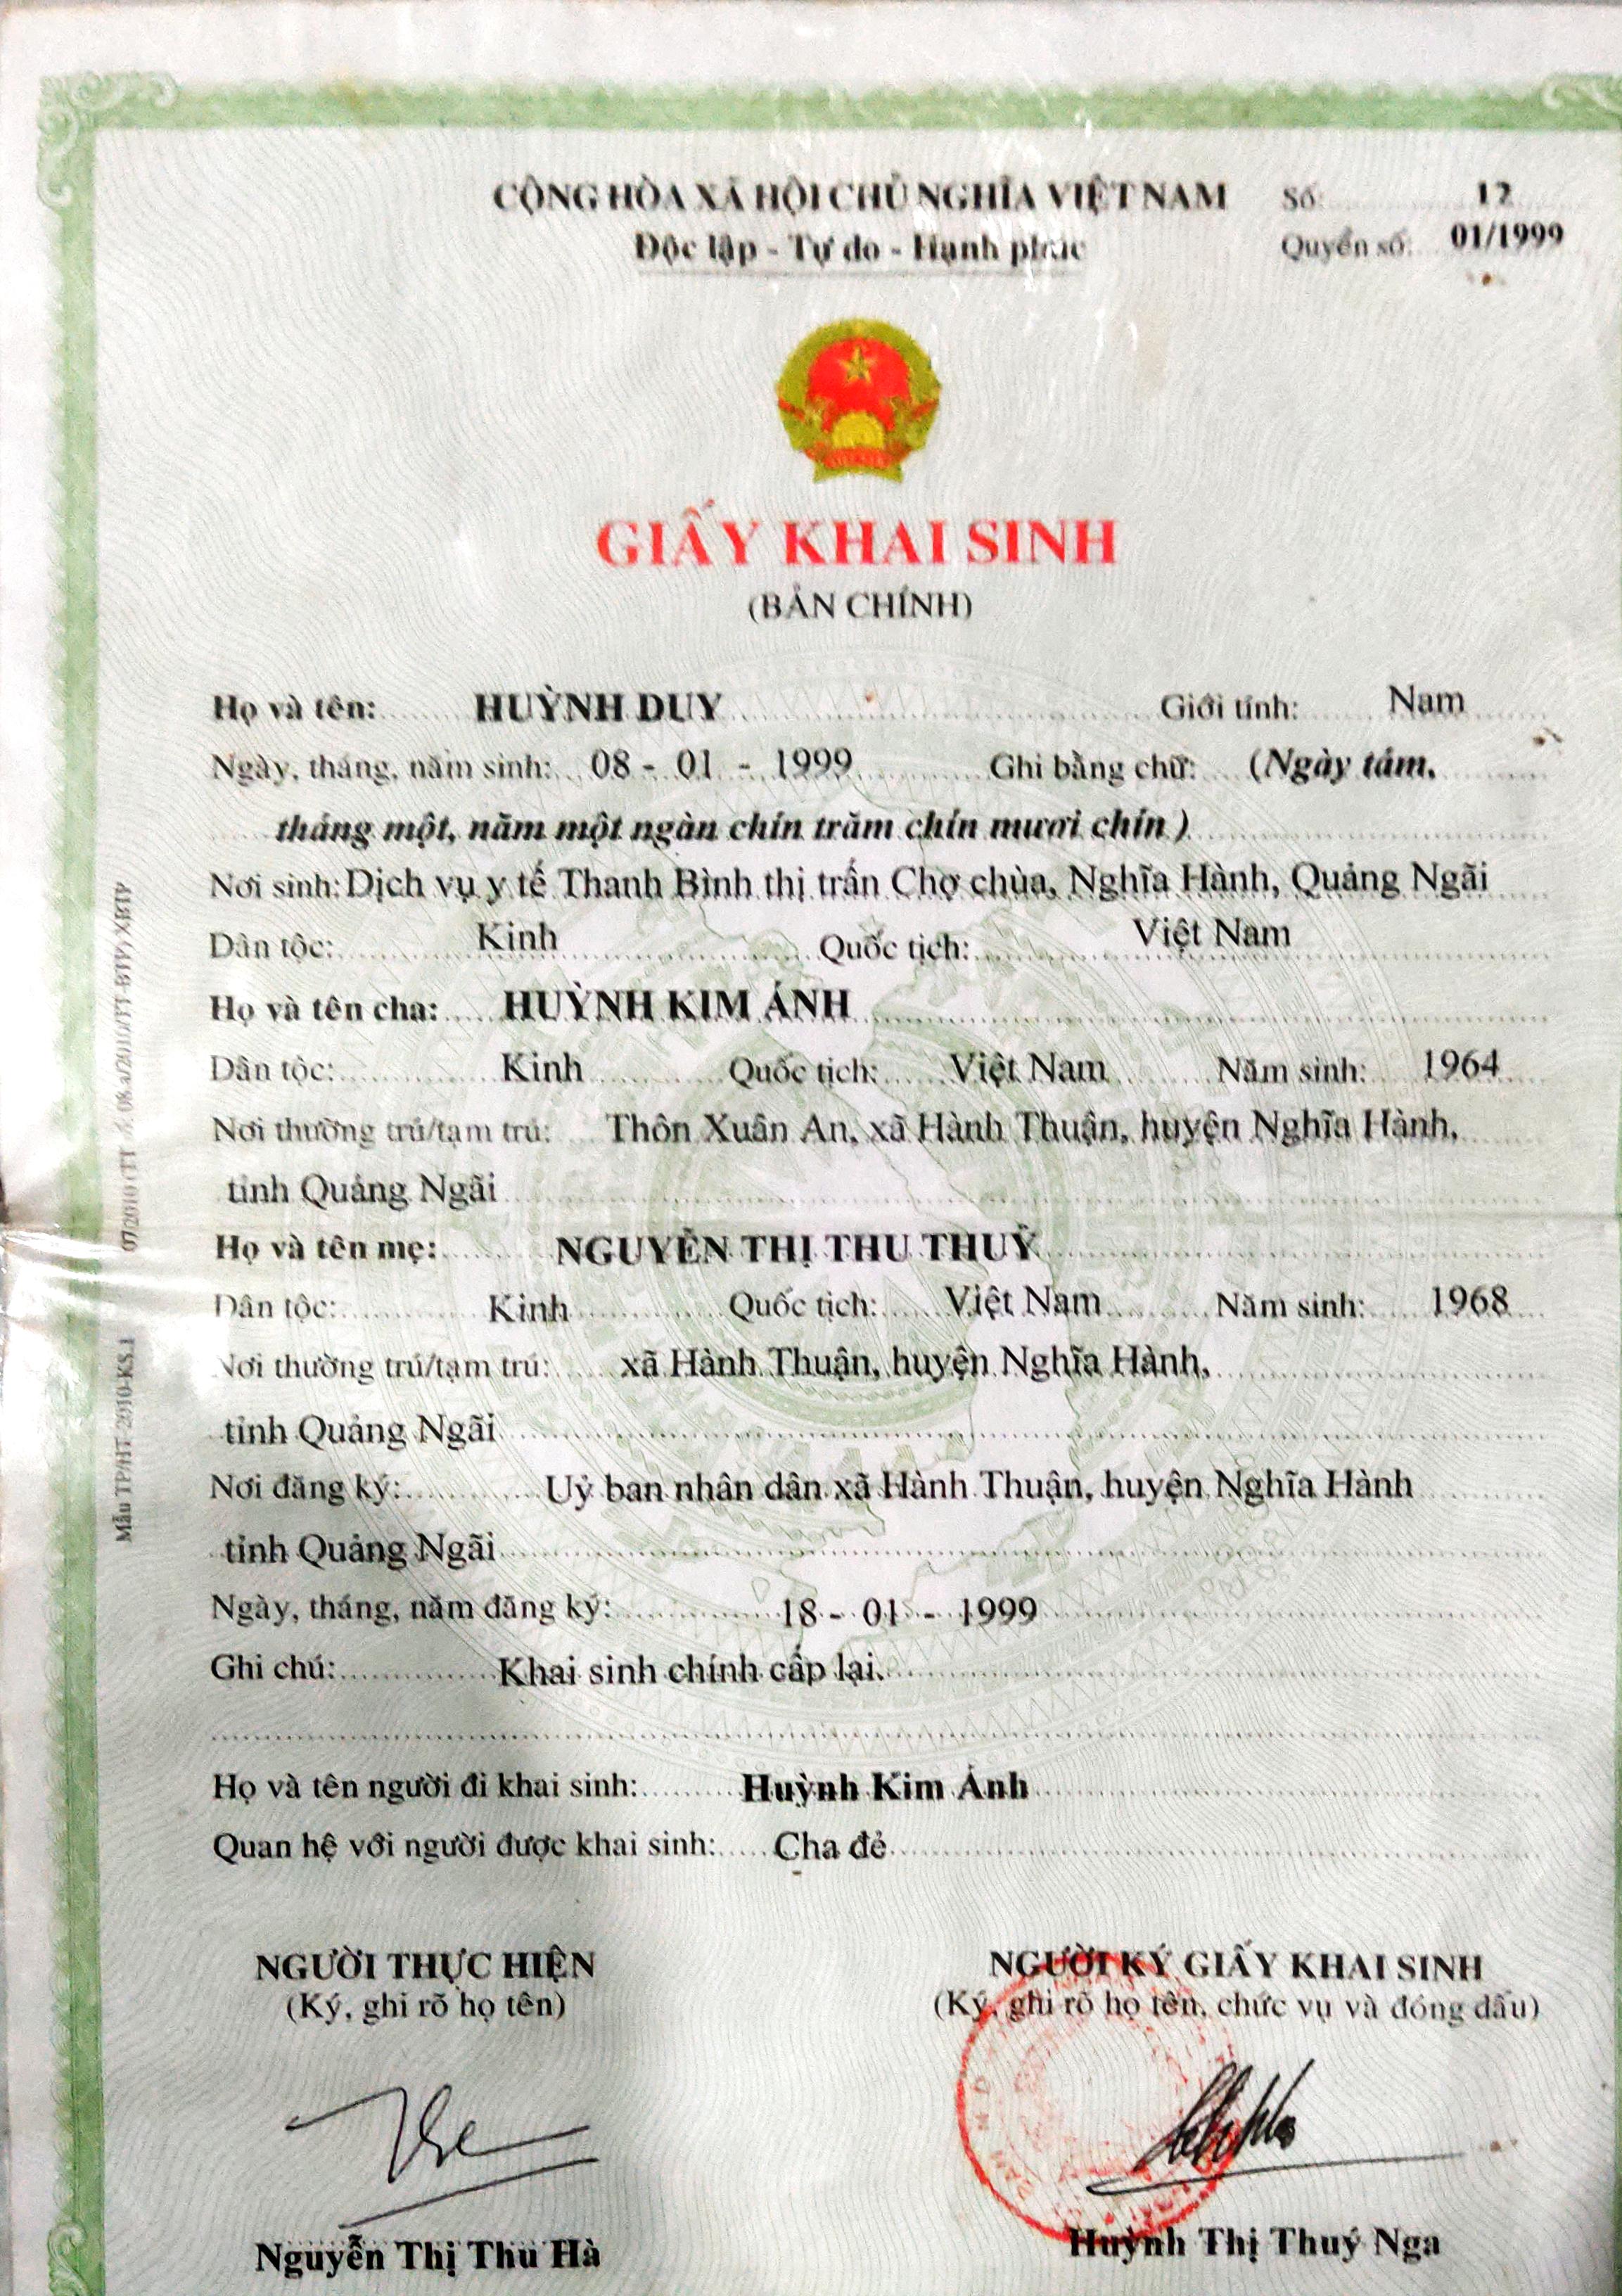 CỘNG HÒA XÃ HỘI CHỦ NGHĨA VIỆT NAM
Số: 12
Độc lập - Tự do - Hạnh phúc
Quyển số: 01/1999
GIẤY KHAI SINH
(BẢN CHÍNH)
Họ và tên: HUỲNH DUY Giới tính: Nam
Ngày, tháng, năm sinh: 08 - 01 - 1999 Ghi bằng chữ: (Ngày tám,
tháng một, năm một ngàn chín trăm chín mươi chín)
Nơi sinh: Dịch vụ y tế Thanh Bình thị trấn Chợ chùa, Nghĩa Hành, Quảng Ngãi
Dân tộc: Kinh Quốc tịch: Việt Nam
Họ và tên cha: HUỲNH KIM ÁNH
Dân tộc: Kinh Quốc tịch: Việt Nam Năm sinh: 1964
Nơi thường trú/tạm trú: Thôn Xuân An, xã Hành Thuận, huyện Nghĩa Hành,
tỉnh Quảng Ngãi
Họ và tên mẹ: NGUYỄN THỊ THU THUỶ
Dân tộc: Kinh Quốc tịch: Việt Nam Năm sinh: 1968
Nơi thường trú/tạm trú: xã Hành Thuận, huyện Nghĩa Hành,
tỉnh Quảng Ngãi
Nơi đăng ký: Uỷ ban nhân dân xã Hành Thuận, huyện Nghĩa Hành
tỉnh Quảng Ngãi
Ngày, tháng, năm đăng ký: 18 - 01 - 1999
Ghi chú: Khai sinh chính cấp lại.
Họ và tên người đi khai sinh: Huỳnh Kim Ánh
Quan hệ với người được khai sinh: Cha đẻ
NGƯỜI THỰC HIỆN
(Ký, ghi rõ họ tên)
NGƯỜI KÝ GIẤY KHAI SINH
(Ký, ghi rõ họ tên, chức vụ và đóng dấu)
Nguyễn Thị Thu Hà
Huỳnh Thị Thuý Nga
Mẫu TP/HT-2010-KS.1